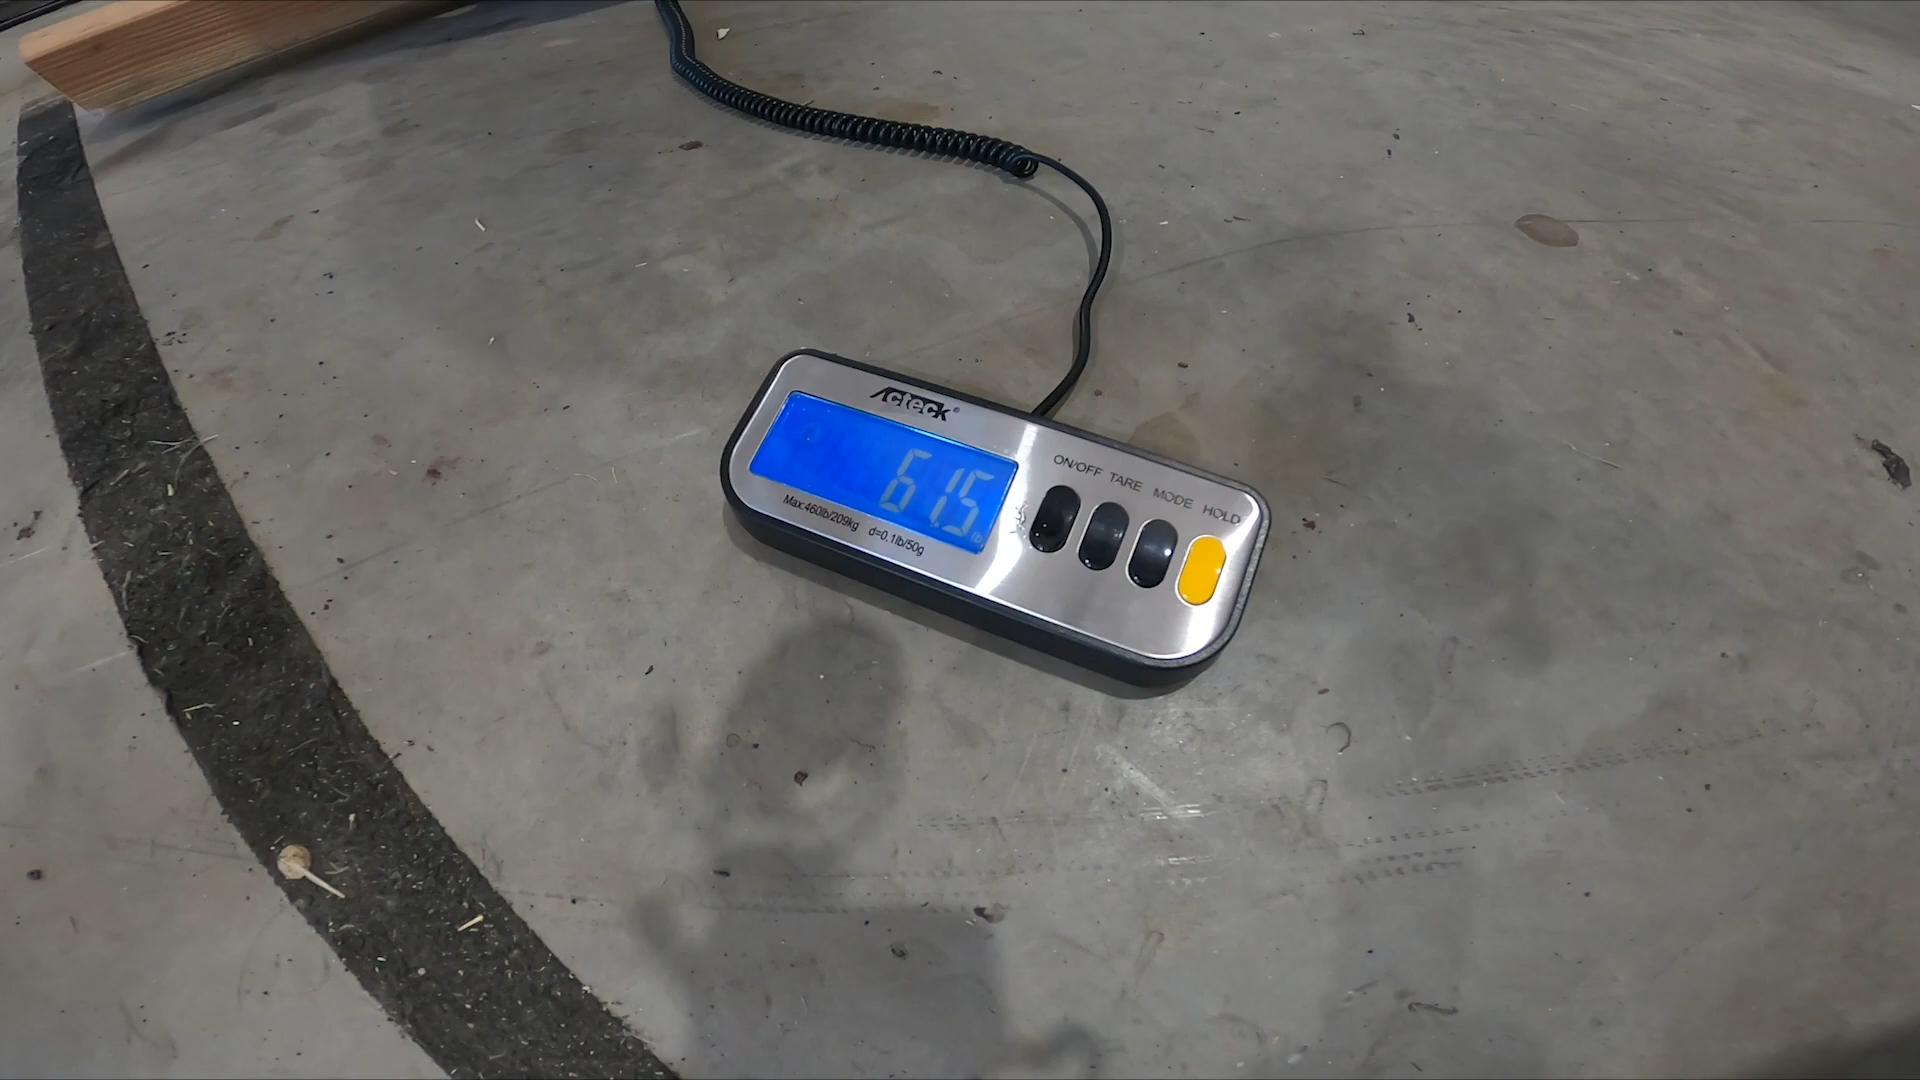 Acteck®
61.5 lb
Max:460lb/209kg d=0.1lb/50g
ON/OFF TARE MODE HOLD